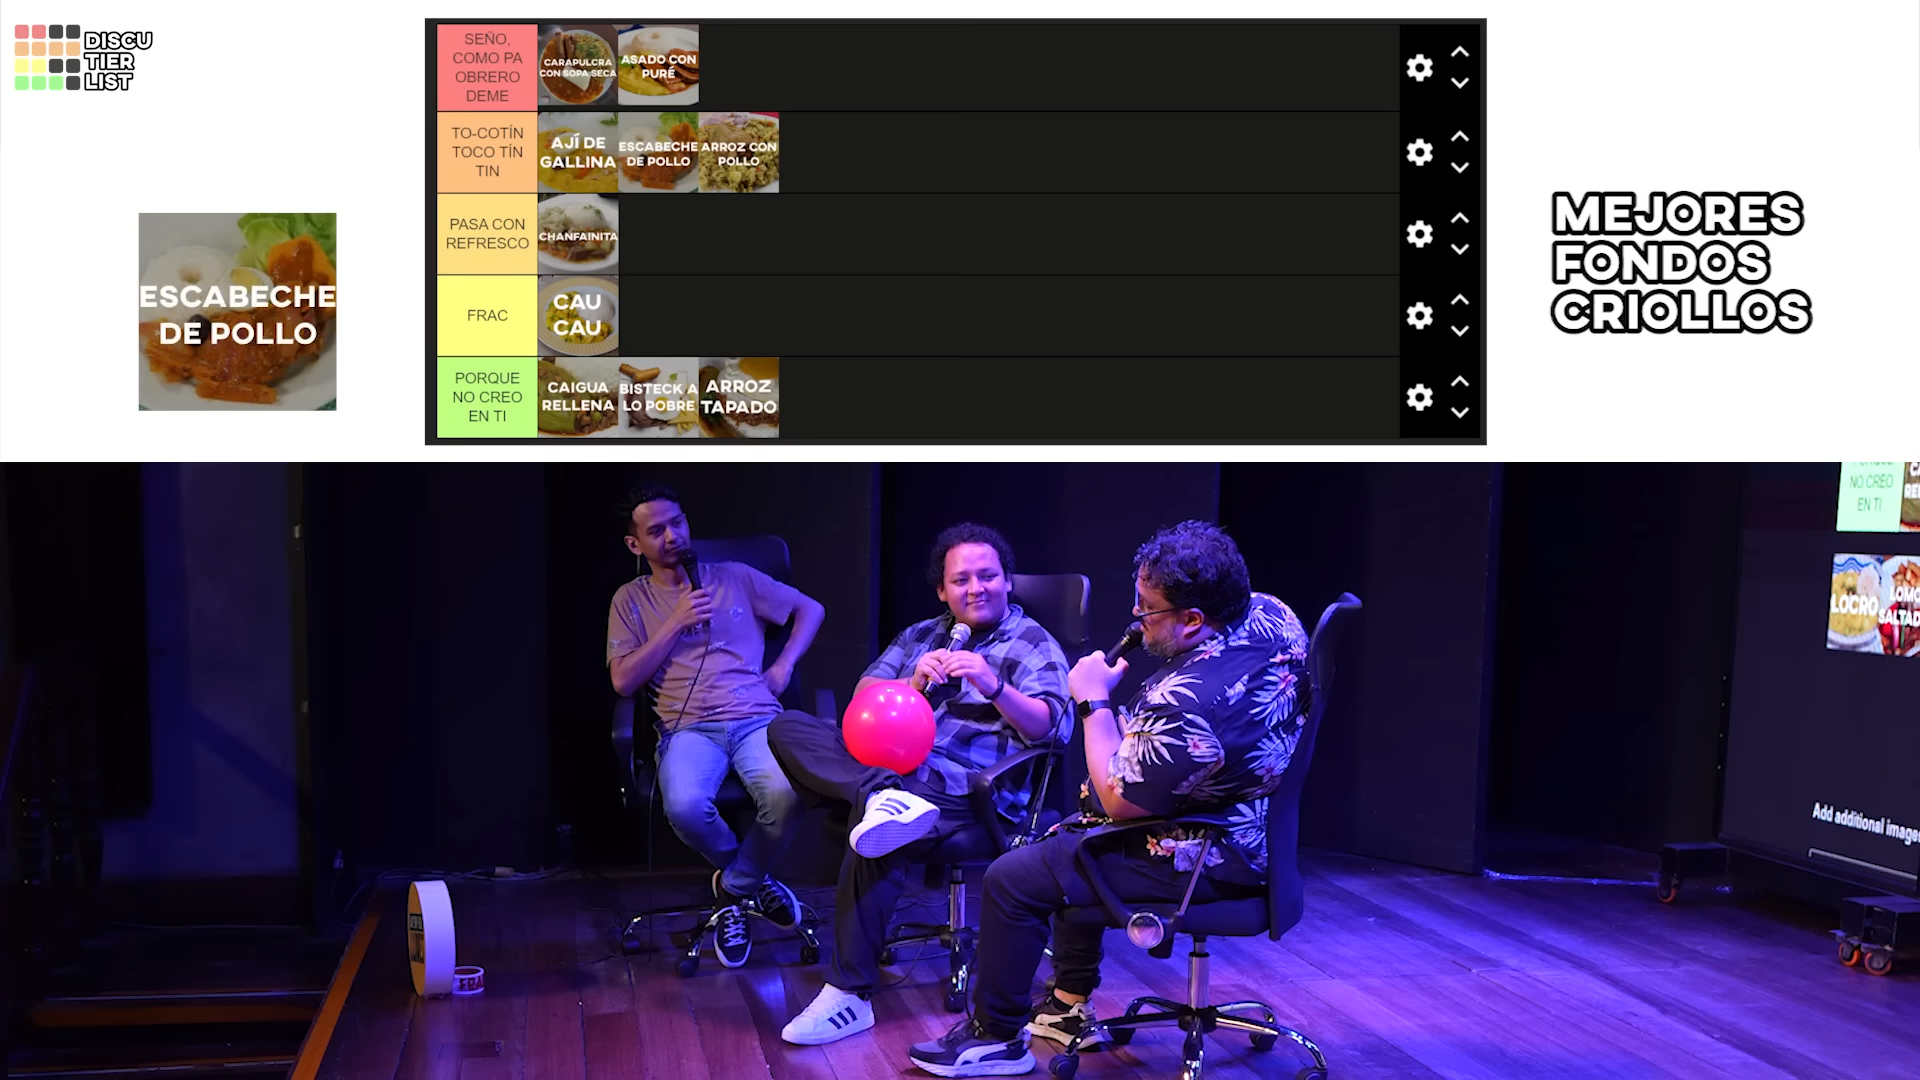 DISCU
TIER
LIST
SEÑO,
COMO PA
OBRERO
DEME
CARAPULCRA
CON SOPA SECA
ASADO CON
PURÉ
TO-COTÍN
TOCO TÍN
TIN
AJÍ DE
GALLINA
ESCABECHE
DE POLLO
ARROZ CON
POLLO
PASA CON
REFRESCO
CHANFAINITA
FRAC
CAU
CAU
PORQUE
NO CREO
EN TI
CAIGUA
RELLENA
BISTECK A
LO POBRE
ARROZ
TAPADO
ESCABECHE
DE POLLO
MEJORES
FONDOS
CRIOLLOS
NO CREO
EN TI
LOCRO
LOMO
SALTAD
Add additional image